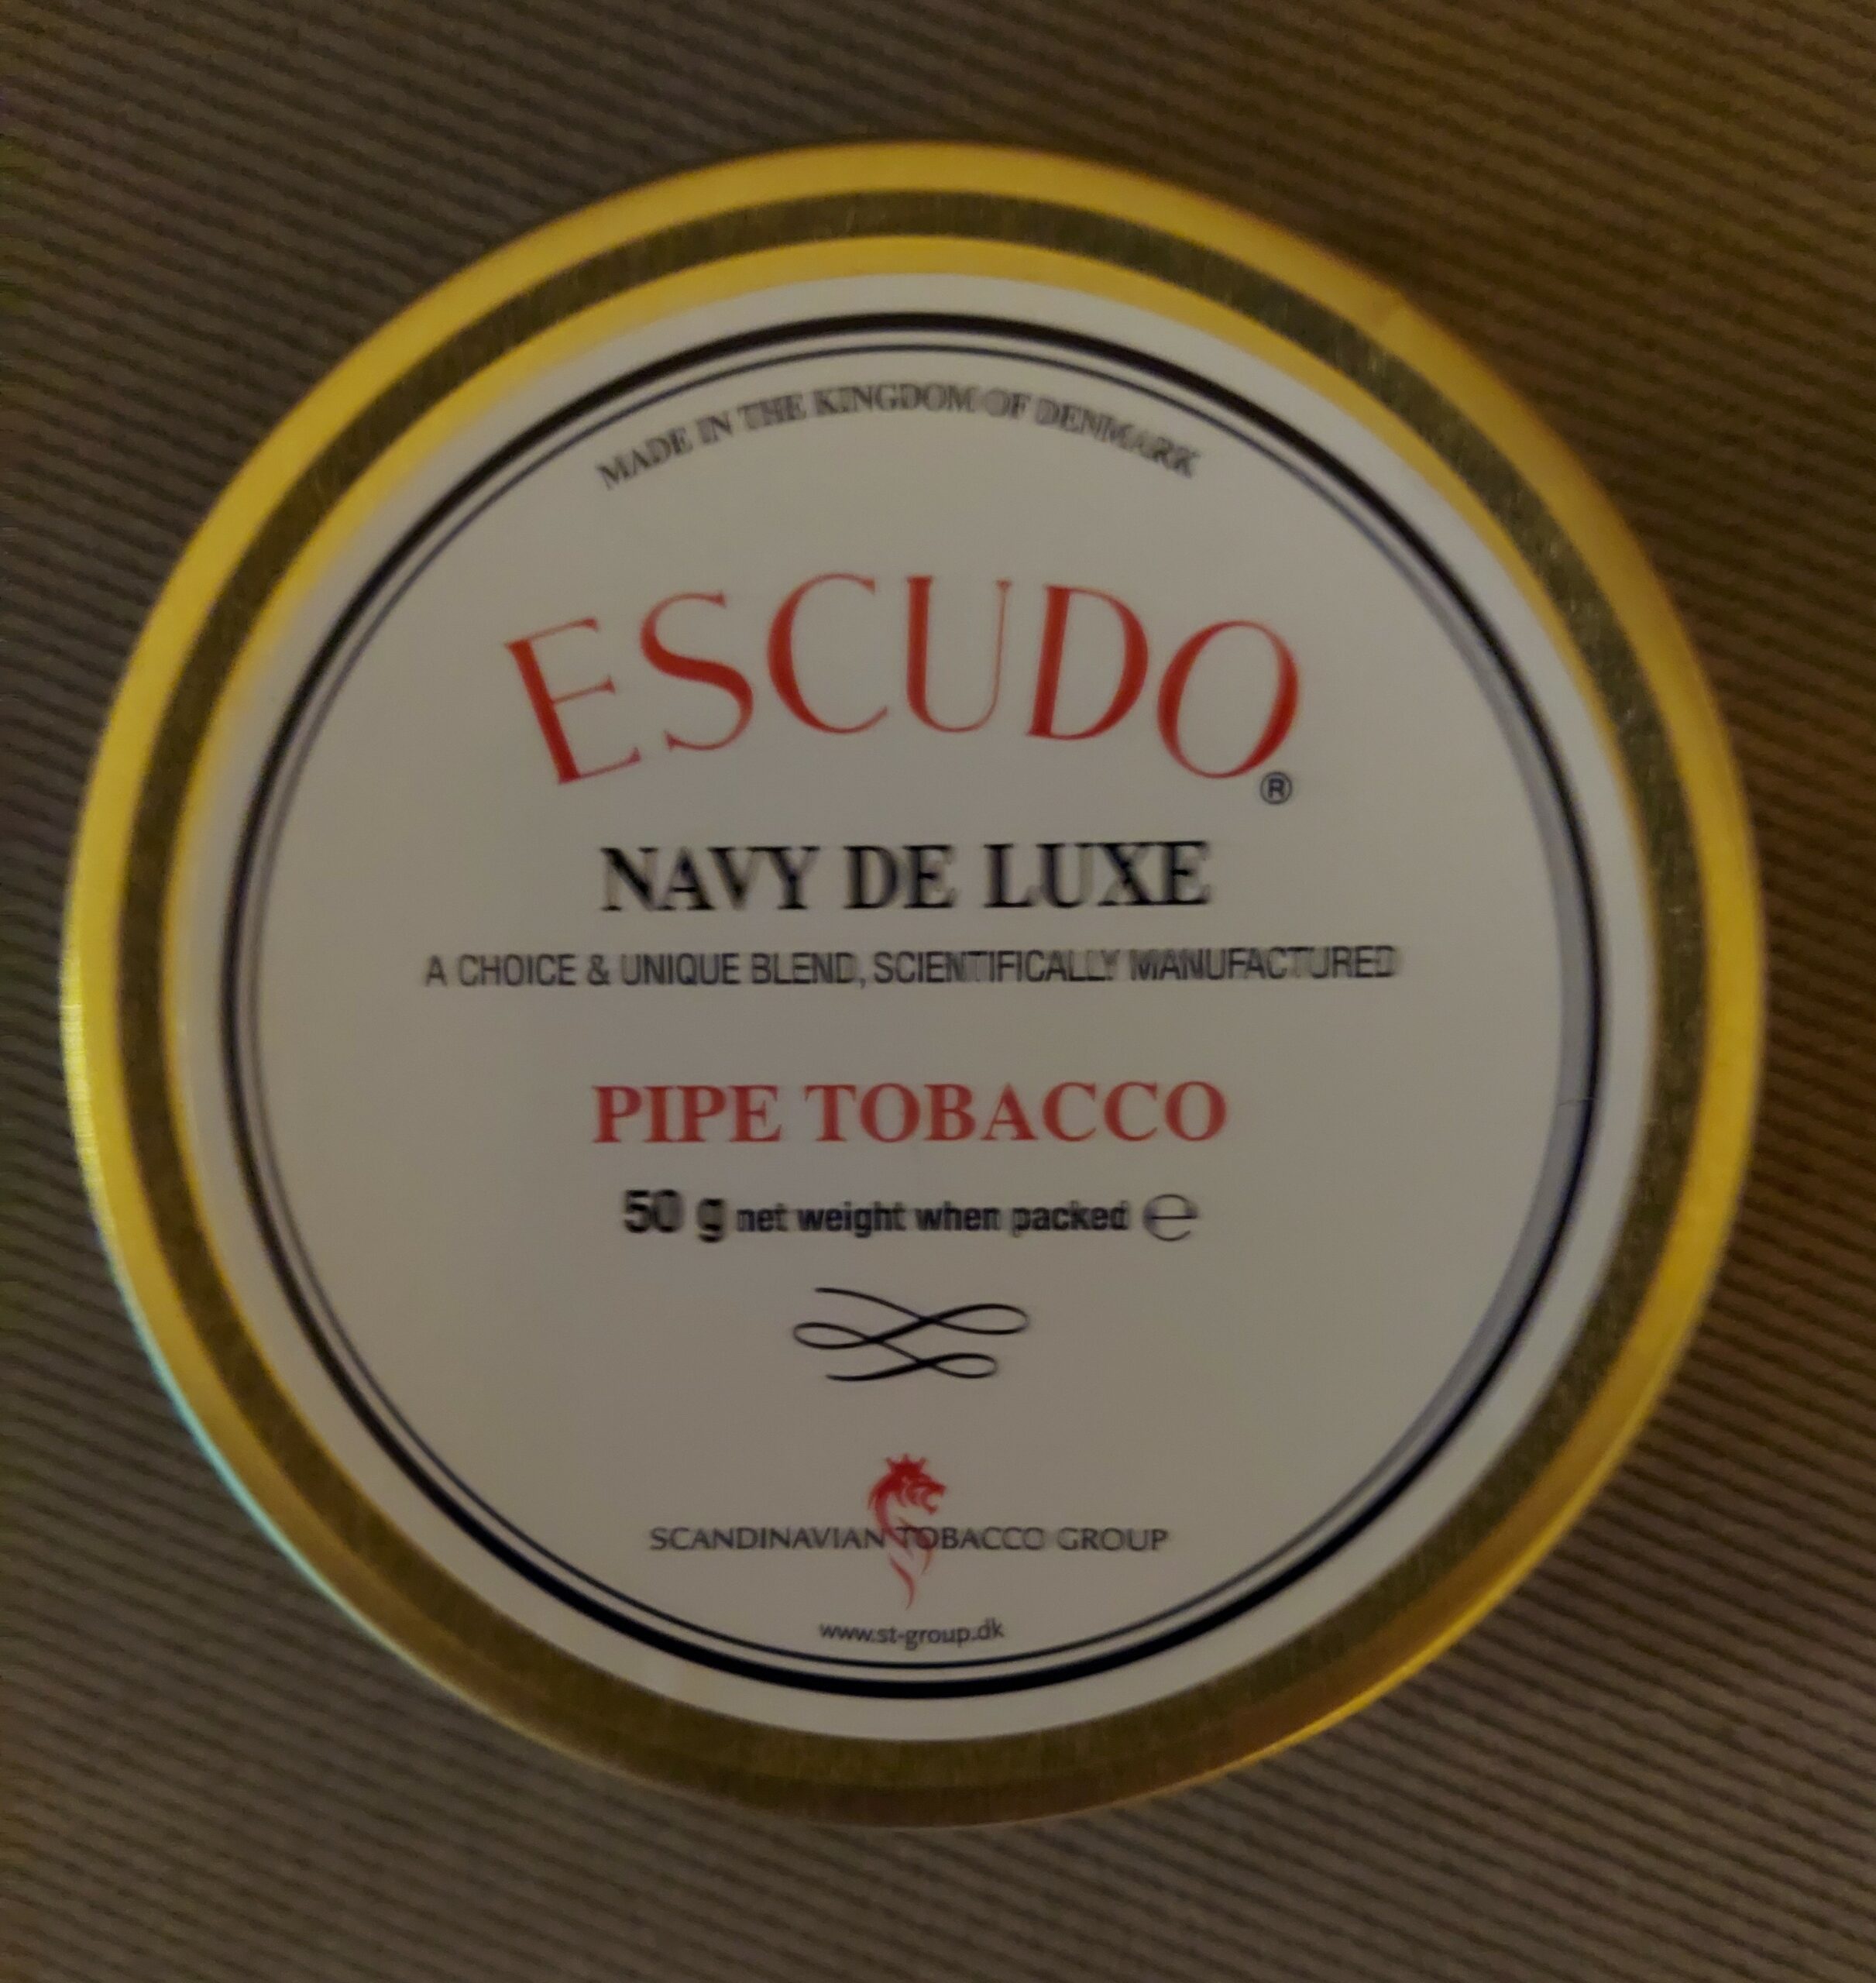 MADE IN THE KINGDOM OF DENMARK
ESCUDO®
NAVY DE LUXE
A CHOICE & UNIQUE BLEND, SCIENTIFICALLY MANUFACTURED
PIPE TOBACCO
50 g net weight when packed ℮
SCANDINAVIAN TOBACCO GROUP
www.st-group.dk